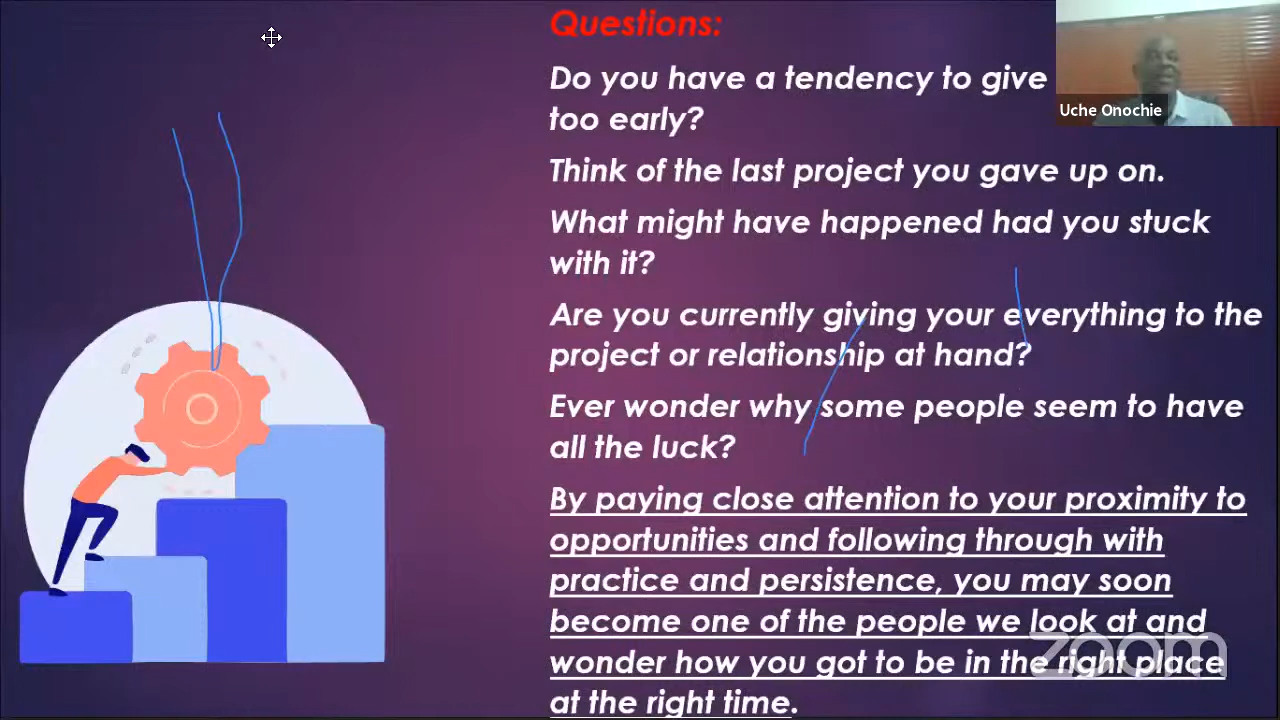 Questions:
Do you have a tendency to give
too early?
Think of the last project you gave up on.
What might have happened had you stuck
with it?
Are you currently giving your everything to the
project or relationship at hand?
Ever wonder why some people seem to have
all the luck?
By paying close attention to your proximity to
opportunities and following through with
practice and persistence, you may soon
become one of the people we look at and
wonder how you got to be in the right place
at the right time.
Uche Onochie
zoom